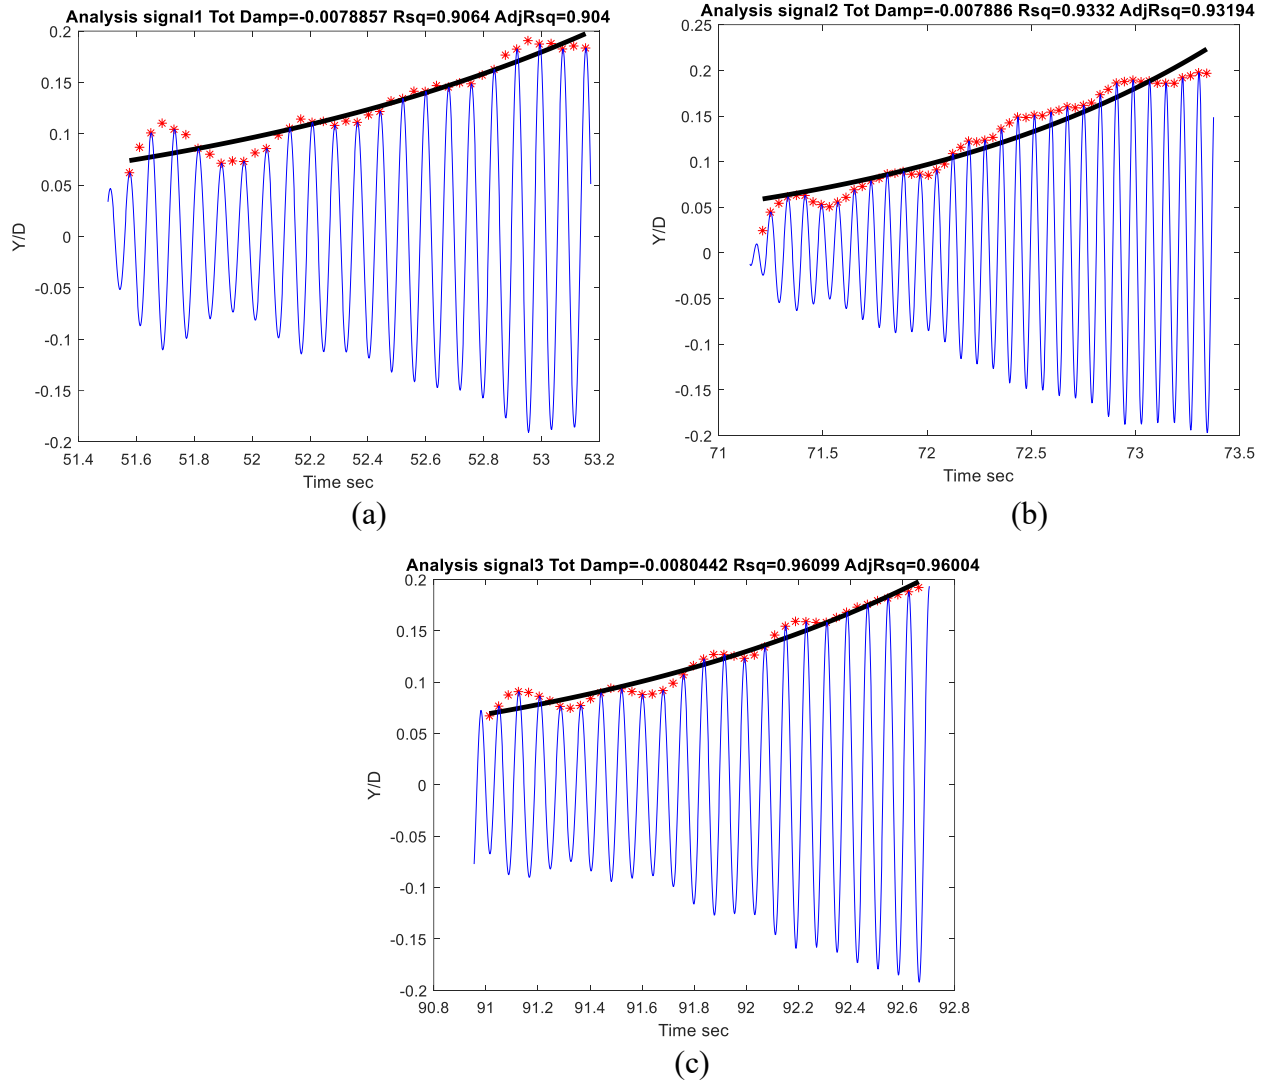 Analysis signal1 Tot Damp=-0.0078857 Rsq=0.9064 AdjRsq=0.904
0.2
0.15
0.1
0.05
0
-0.05
-0.1
-0.15
-0.2
Y/D
51.4 51.6 51.8 52 52.2 52.4 52.6 52.8 53 53.2
Time sec
(a)
Analysis signal2 Tot Damp=-0.007886 Rsq=0.9332 AdjRsq=0.93194
0.25
0.2
0.15
0.1
0.05
0
-0.05
-0.1
-0.15
-0.2
Y/D
71 71.5 72 72.5 73 73.5
Time sec
(b)
Analysis signal3 Tot Damp=-0.0080442 Rsq=0.96099 AdjRsq=0.96004
0.2
0.15
0.1
0.05
0
-0.05
-0.1
-0.15
-0.2
Y/D
90.8 91 91.2 91.4 91.6 91.8 92 92.2 92.4 92.6 92.8
Time sec
(c)